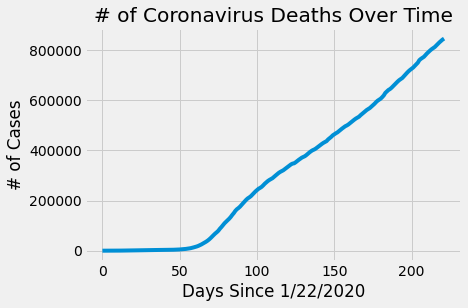 # of Coronavirus Deaths Over Time
800000
600000
400000
200000
0
# of Cases
0 50 100 150 200
Days Since 1/22/2020